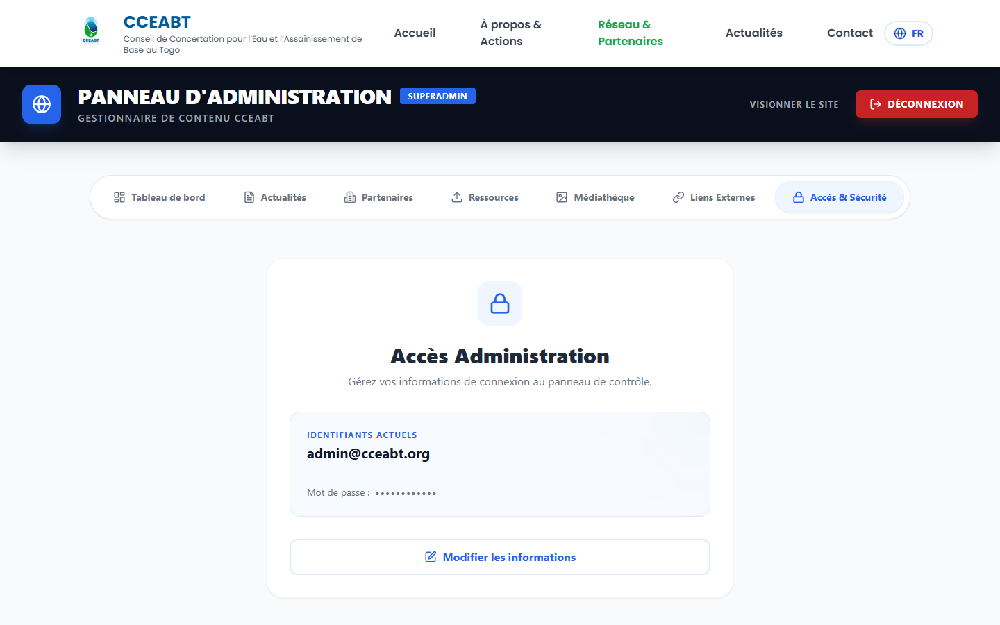 CCEABT
CCEABT
Conseil de Concertation pour l'Eau et l'Assainissement de
Base au Togo
Accueil
À propos &
Actions
Réseau &
Partenaires
Actualités
Contact
FR
PANNEAU D'ADMINISTRATION
SUPERADMIN
GESTIONNAIRE DE CONTENU CCEABT
VISIONNER LE SITE
DÉCONNEXION
Tableau de bord
Actualités
Partenaires
Ressources
Médiathèque
Liens Externes
Accès & Sécurité
Accès Administration
Gérez vos informations de connexion au panneau de contrôle.
IDENTIFIANTS ACTUELS
admin@cceabt.org
Mot de passe : ••••••••••••
Modifier les informations